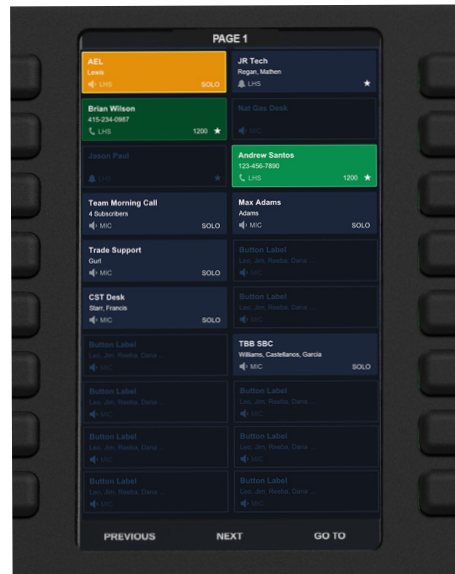 PAGE 1
AEL
Lewis
LHS SOLO
JR Tech
Regan, Mathen
LHS ★
Brian Wilson
415-234-0987
LHS 1200 ★
Nat Gas Desk
MIC
Jason Paul
LHS ★
Andrew Santos
123-456-7890
LHS 1200 ★
Team Morning Call
4 Subscribers
MIC SOLO
Max Adams
Adams
MIC SOLO
Trade Support
Gurl
MIC SOLO
Button Label
Leo, Jim, Reeba, Dana ...
MIC
CST Desk
Starr, Francis
MIC SOLO
Button Label
Leo, Jim, Reeba, Dana ...
MIC
Button Label
Leo, Jim, Reeba, Dana ...
MIC
TBB SBC
Williams, Castellanos, Garcia
MIC SOLO
Button Label
Leo, Jim, Reeba, Dana ...
MIC
Button Label
Leo, Jim, Reeba, Dana ...
MIC
Button Label
Leo, Jim, Reeba, Dana ...
MIC
Button Label
Leo, Jim, Reeba, Dana ...
MIC
Button Label
Leo, Jim, Reeba, Dana ...
MIC
Button Label
Leo, Jim, Reeba, Dana ...
MIC
PREVIOUS NEXT GO TO